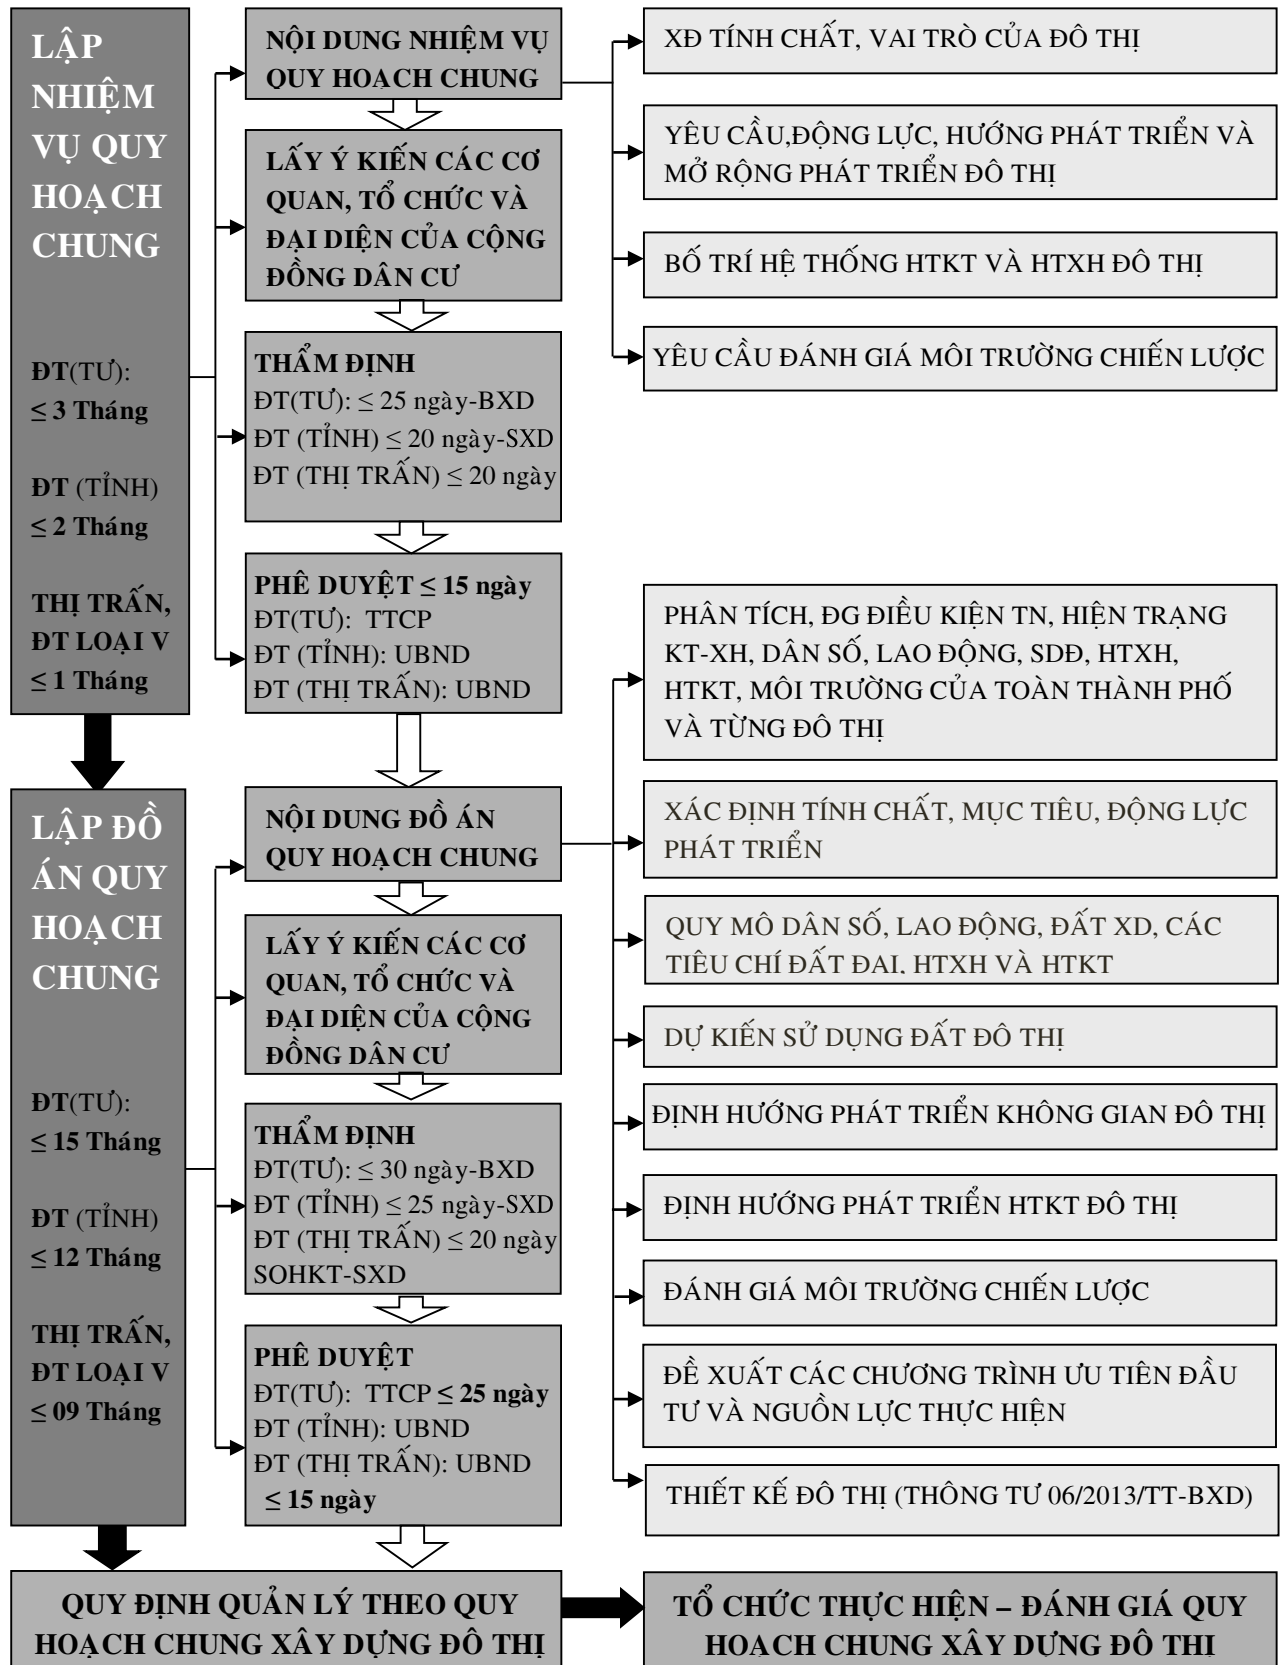 LẬP
NHIỆM
VỤ QUY
HOẠCH
CHUNG
ĐT(TƯ):
≤ 3 Tháng
ĐT (TỈNH)
≤ 2 Tháng
THỊ TRẤN,
ĐT LOẠI V
≤ 1 Tháng
NỘI DUNG NHIỆM VỤ
QUY HOẠCH CHUNG
LẤY Ý KIẾN CÁC CƠ
QUAN, TỔ CHỨC VÀ
ĐẠI DIỆN CỦA CỘNG
ĐỒNG DÂN CƯ
THẨM ĐỊNH
ĐT(TƯ): ≤ 25 ngày-BXD
ĐT (TỈNH) ≤ 20 ngày-SXD
ĐT (THỊ TRẤN) ≤ 20 ngày
PHÊ DUYỆT ≤ 15 ngày
ĐT(TƯ): TTCP
ĐT (TỈNH): UBND
ĐT (THỊ TRẤN): UBND
XĐ TÍNH CHẤT, VAI TRÒ CỦA ĐÔ THỊ
YÊU CẦU,ĐỘNG LỰC, HƯỚNG PHÁT TRIỂN VÀ
MỞ RỘNG PHÁT TRIỂN ĐÔ THỊ
BỐ TRÍ HỆ THỐNG HTKT VÀ HTXH ĐÔ THỊ
YÊU CẦU ĐÁNH GIÁ MÔI TRƯỜNG CHIẾN LƯỢC
LẬP ĐỒ
ÁN QUY
HOẠCH
CHUNG
ĐT(TƯ):
≤ 15 Tháng
ĐT (TỈNH)
≤ 12 Tháng
THỊ TRẤN,
ĐT LOẠI V
≤ 09 Tháng
NỘI DUNG ĐỒ ÁN
QUY HOẠCH CHUNG
LẤY Ý KIẾN CÁC CƠ
QUAN, TỔ CHỨC VÀ
ĐẠI DIỆN CỦA CỘNG
ĐỒNG DÂN CƯ
THẨM ĐỊNH
ĐT(TƯ): ≤ 30 ngày-BXD
ĐT (TỈNH) ≤ 25 ngày-SXD
ĐT (THỊ TRẤN) ≤ 20 ngày
SOHKT-SXD
PHÊ DUYỆT
ĐT(TƯ): TTCP ≤ 25 ngày
ĐT (TỈNH): UBND
ĐT (THỊ TRẤN): UBND
≤ 15 ngày
PHÂN TÍCH, ĐG ĐIỀU KIỆN TN, HIỆN TRẠNG
KT-XH, DÂN SỐ, LAO ĐỘNG, SDĐ, HTXH,
HTKT, MÔI TRƯỜNG CỦA TOÀN THÀNH PHỐ
VÀ TỪNG ĐÔ THỊ
XÁC ĐỊNH TÍNH CHẤT, MỤC TIÊU, ĐỘNG LỰC
PHÁT TRIỂN
QUY MÔ DÂN SỐ, LAO ĐỘNG, ĐẤT XD, CÁC
TIÊU CHÍ ĐẤT ĐAI, HTXH VÀ HTKT
DỰ KIẾN SỬ DỤNG ĐẤT ĐÔ THỊ
ĐỊNH HƯỚNG PHÁT TRIỂN KHÔNG GIAN ĐÔ THỊ
ĐỊNH HƯỚNG PHÁT TRIỂN HTKT ĐÔ THỊ
ĐÁNH GIÁ MÔI TRƯỜNG CHIẾN LƯỢC
ĐỀ XUẤT CÁC CHƯƠNG TRÌNH ƯU TIÊN ĐẦU
TƯ VÀ NGUỒN LỰC THỰC HIỆN
THIẾT KẾ ĐÔ THỊ (THÔNG TƯ 06/2013/TT-BXD)
QUY ĐỊNH QUẢN LÝ THEO QUY
HOẠCH CHUNG XÂY DỰNG ĐÔ THỊ
TỔ CHỨC THỰC HIỆN – ĐÁNH GIÁ QUY
HOẠCH CHUNG XÂY DỰNG ĐÔ THỊ